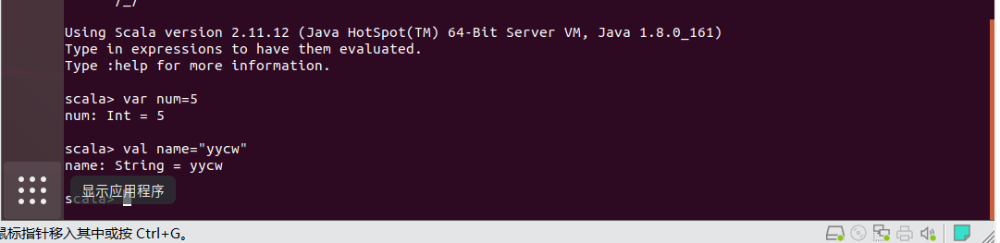 /_/
Using Scala version 2.11.12 (Java HotSpot(TM) 64-Bit Server VM, Java 1.8.0_161)
Type in expressions to have them evaluated.
Type :help for more information.
scala> var num=5
num: Int = 5
scala> val name="yycw"
name: String = yycw
显示应用程序
scala>
鼠标指针移入其中或按 Ctrl+G。